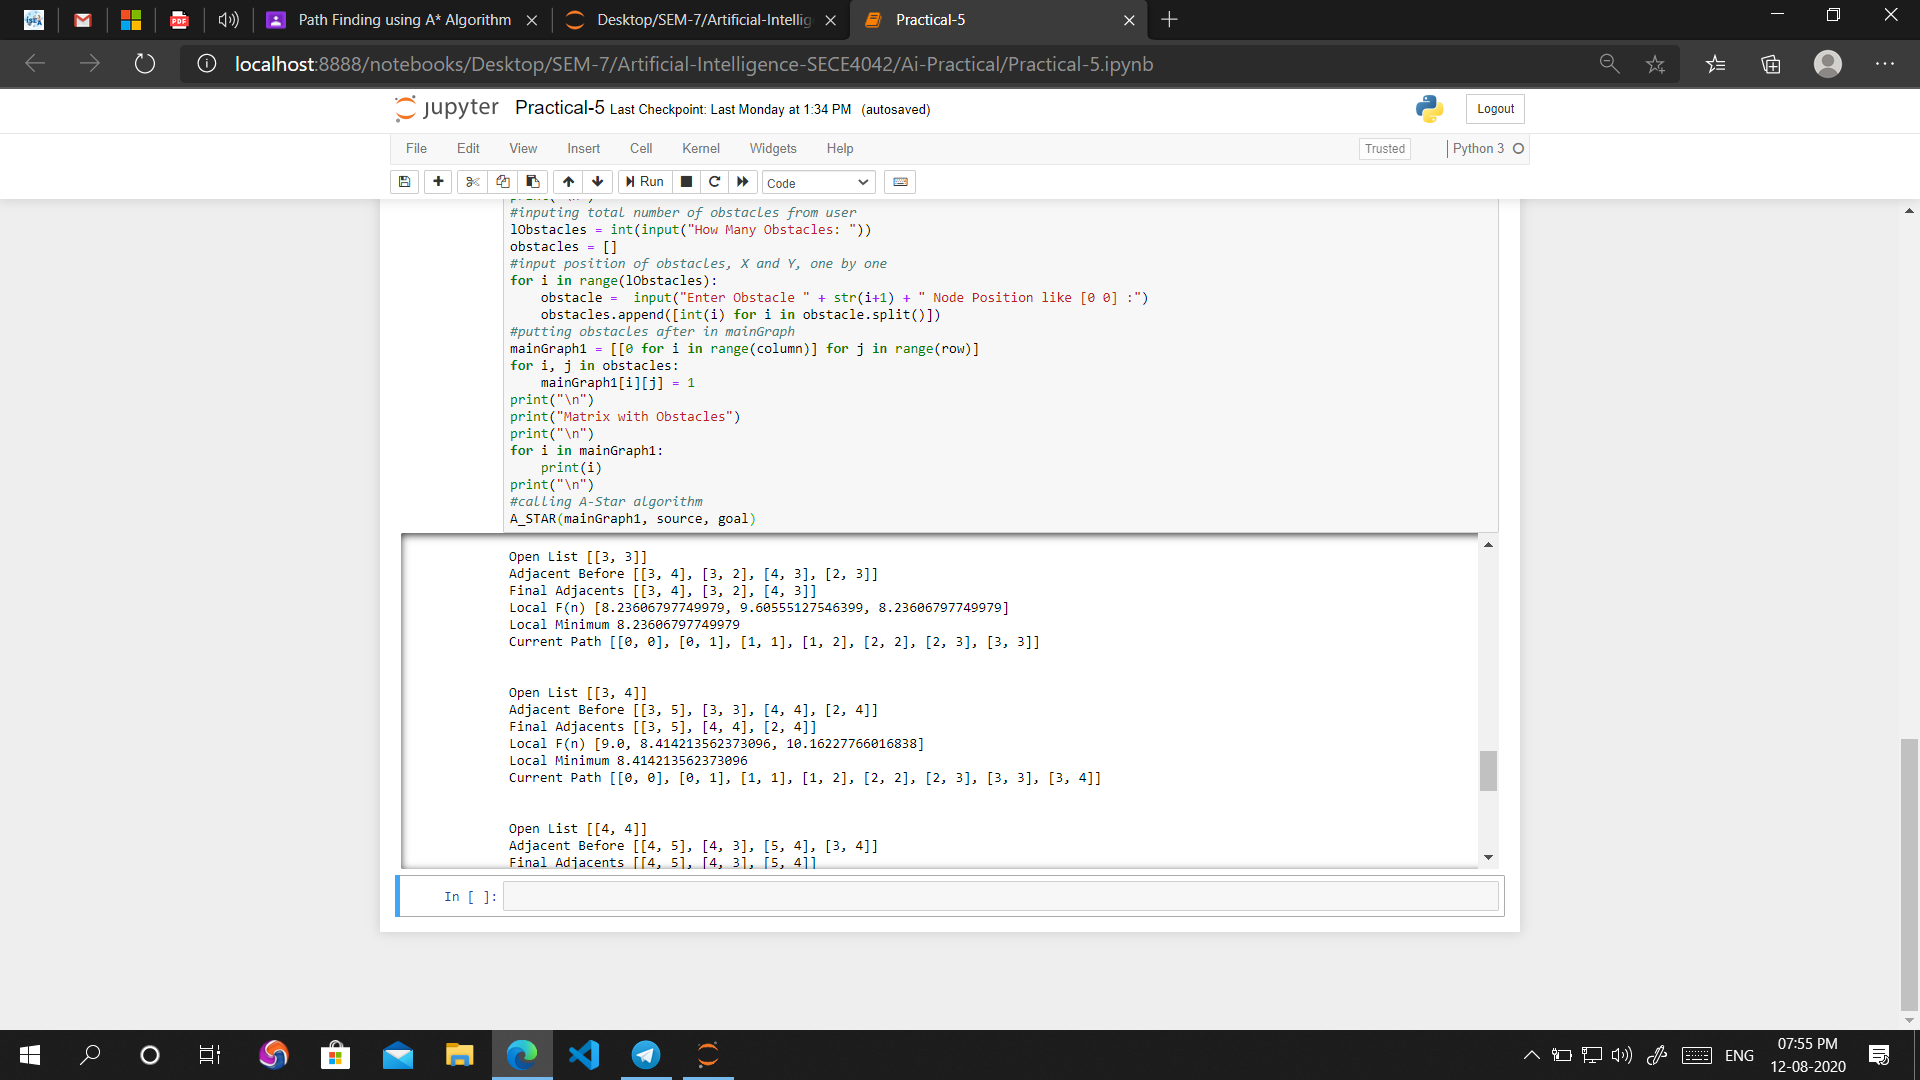 Path Finding using A* Algorithm
Desktop/SEM-7/Artificial-Intellig
Practical-5
localhost:8888/notebooks/Desktop/SEM-7/Artificial-Intelligence-SECE4042/Ai-Practical/Practical-5.ipynb
jupyter Practical-5 Last Checkpoint: Last Monday at 1:34 PM (autosaved)
Logout
File Edit View Insert Cell Kernel Widgets Help
Trusted
Python 3
Run
Code
#inputing total number of obstacles from user
lObstacles = int(input("How Many Obstacles: "))
obstacles = []
#input position of obstacles, X and Y, one by one
for i in range(lObstacles):
    obstacle =  input("Enter Obstacle " + str(i+1) + " Node Position like [0 0] :")
    obstacles.append([int(i) for i in obstacle.split()])
#putting obstacles after in mainGraph
mainGraph1 = [[0 for i in range(column)] for j in range(row)]
for i, j in obstacles:
    mainGraph1[i][j] = 1
print("\n")
print("Matrix with Obstacles")
print("\n")
for i in mainGraph1:
    print(i)
print("\n")
#calling A-Star algorithm
A_STAR(mainGraph1, source, goal)
Open List [[3, 3]]
Adjacent Before [[3, 4], [3, 2], [4, 3], [2, 3]]
Final Adjacents [[3, 4], [3, 2], [4, 3]]
Local F(n) [8.23606797749979, 9.60555127546399, 8.23606797749979]
Local Minimum 8.23606797749979
Current Path [[0, 0], [0, 1], [1, 1], [1, 2], [2, 2], [2, 3], [3, 3]]
Open List [[3, 4]]
Adjacent Before [[3, 5], [3, 3], [4, 4], [2, 4]]
Final Adjacents [[3, 5], [4, 4], [2, 4]]
Local F(n) [9.0, 8.414213562373096, 10.16227766016838]
Local Minimum 8.414213562373096
Current Path [[0, 0], [0, 1], [1, 1], [1, 2], [2, 2], [2, 3], [3, 3], [3, 4]]
Open List [[4, 4]]
Adjacent Before [[4, 5], [4, 3], [5, 4], [3, 4]]
Final Adjacents [[4, 5], [4, 3], [5, 4]]
In [ ]:
ENG
07:55 PM
12-08-2020